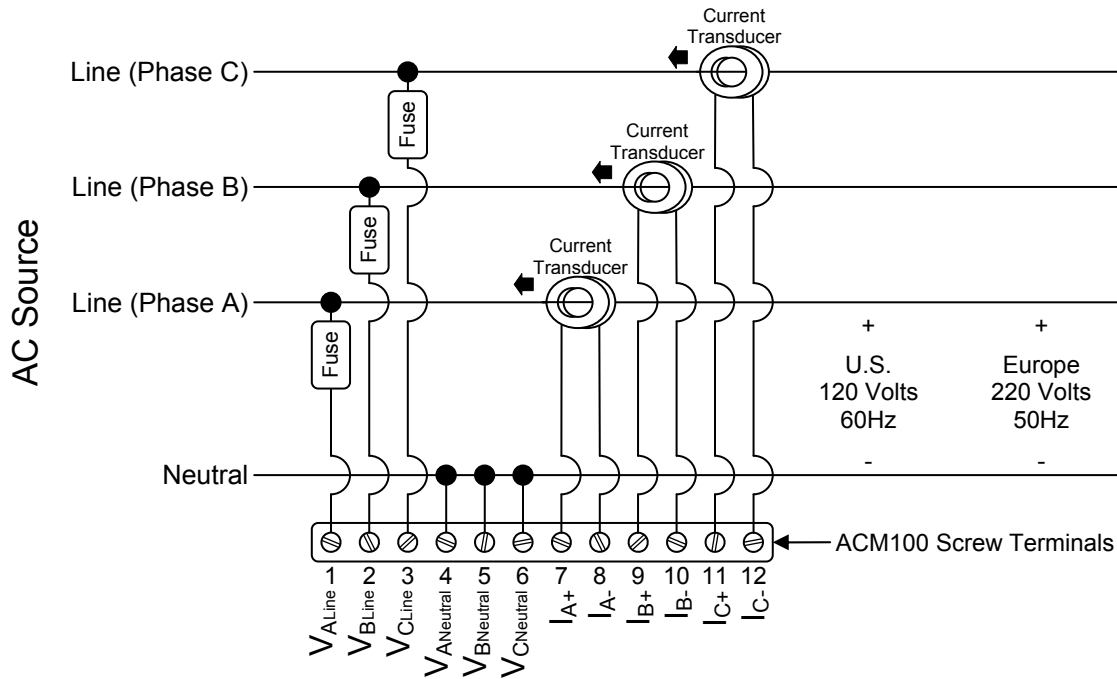 Current
Transducer
Line (Phase C)
Fuse
Current
Transducer
Line (Phase B)
Fuse
Current
Transducer
Line (Phase A)
Fuse
AC Source
+
U.S.
120 Volts
60Hz
-
+
Europe
220 Volts
50Hz
-
Neutral
ACM100 Screw Terminals
1 2 3 4 5 6 7 8 9 10 11 12
VALine
VBLine
VCLine
VANeutral
VBNeutral
VCNeutral
IA+
IA-
IB+
IB-
IC+
IC-